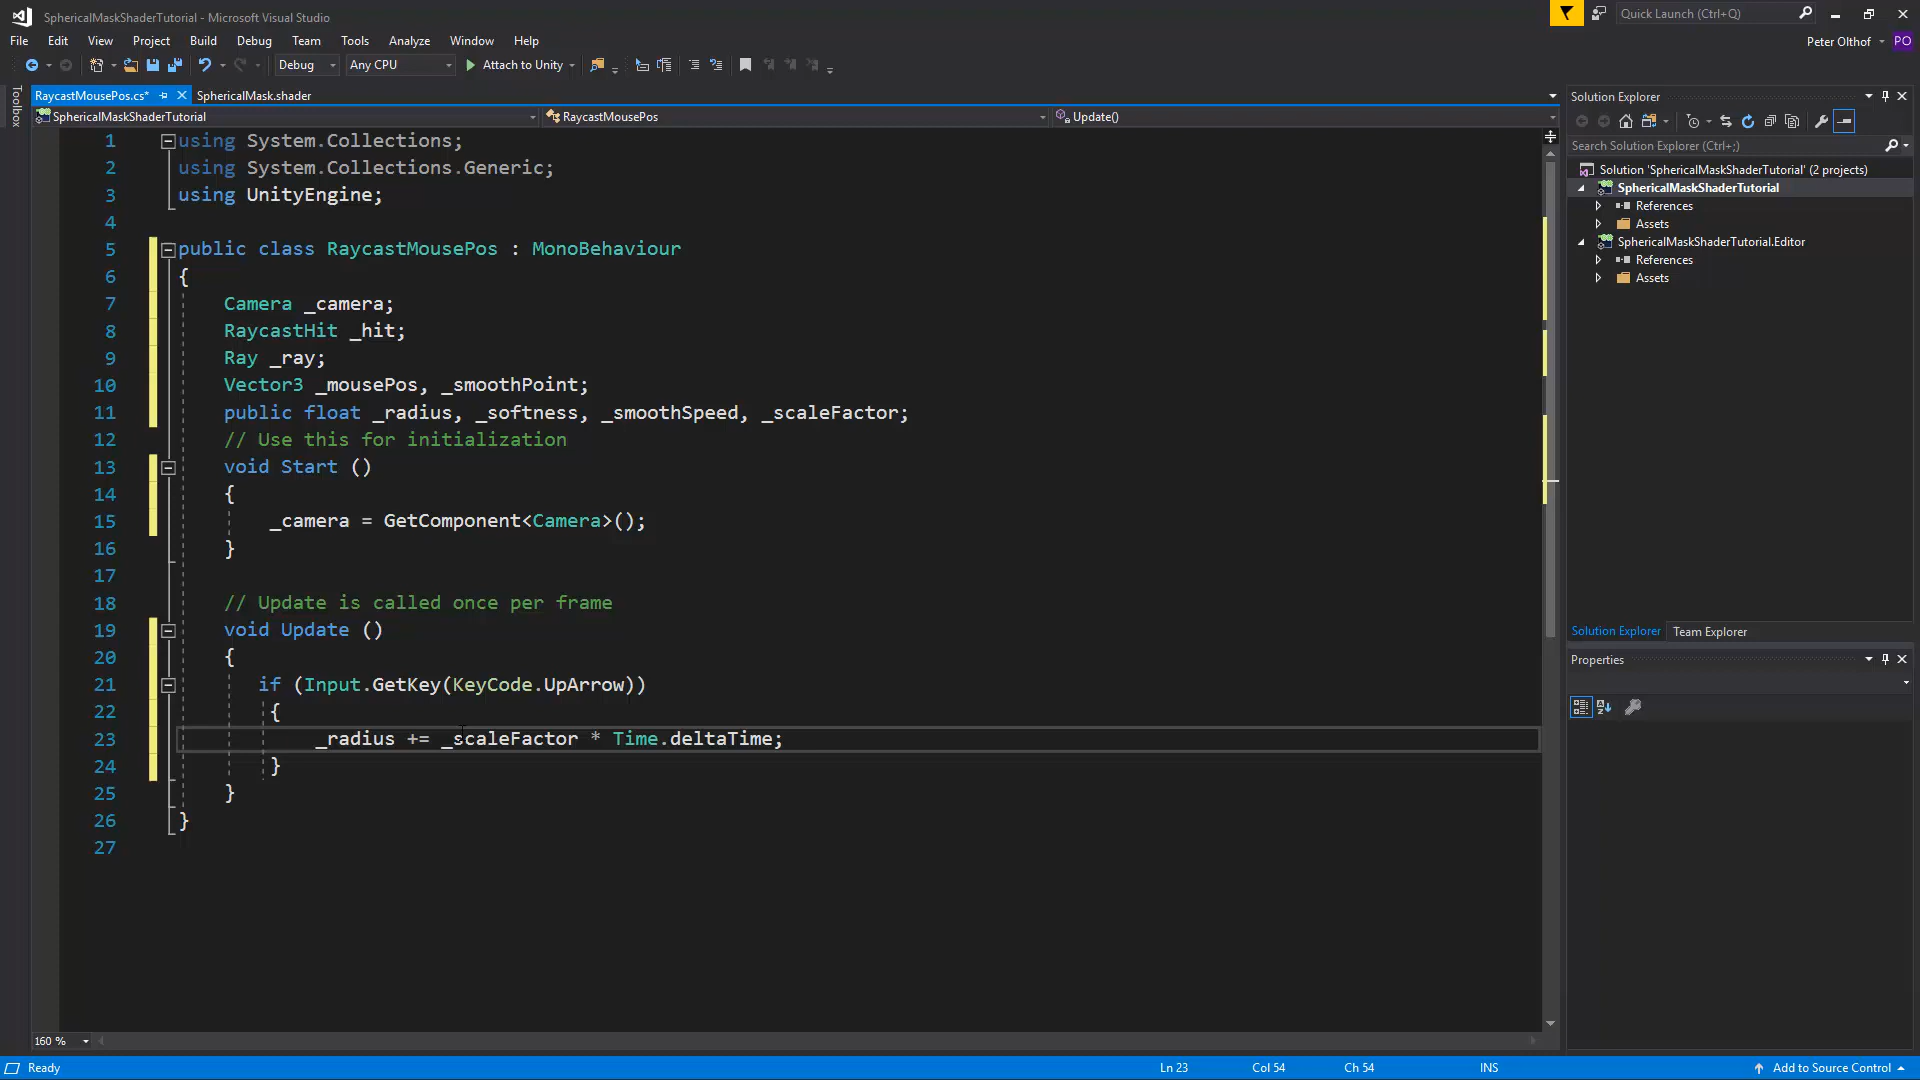 SphericalMaskShaderTutorial - Microsoft Visual Studio
Quick Launch (Ctrl+Q)
File Edit View Project Build Debug Team Tools Analyze Window Help
Peter Olthof PO
Debug Any CPU Attach to Unity
Toolbox
RaycastMousePos.cs* SphericalMask.shader
SphericalMaskShaderTutorial RaycastMousePos Update()
1 using System.Collections;
2 using System.Collections.Generic;
3 using UnityEngine;
4
5 public class RaycastMousePos : MonoBehaviour
6 {
7 Camera _camera;
8 RaycastHit _hit;
9 Ray _ray;
10 Vector3 _mousePos, _smoothPoint;
11 public float _radius, _softness, _smoothSpeed, _scaleFactor;
12 // Use this for initialization
13 void Start ()
14 {
15 _camera = GetComponent<Camera>();
16 }
17
18 // Update is called once per frame
19 void Update ()
20 {
21 if (Input.GetKey(KeyCode.UpArrow))
22 {
23 _radius += _scaleFactor * Time.deltaTime;
24 }
25 }
26 }
27
160 %
Solution Explorer
Search Solution Explorer (Ctrl+;)
Solution 'SphericalMaskShaderTutorial' (2 projects)
SphericalMaskShaderTutorial
References
Assets
SphericalMaskShaderTutorial.Editor
References
Assets
Solution Explorer Team Explorer
Properties
Ready Ln 23 Col 54 Ch 54 INS Add to Source Control